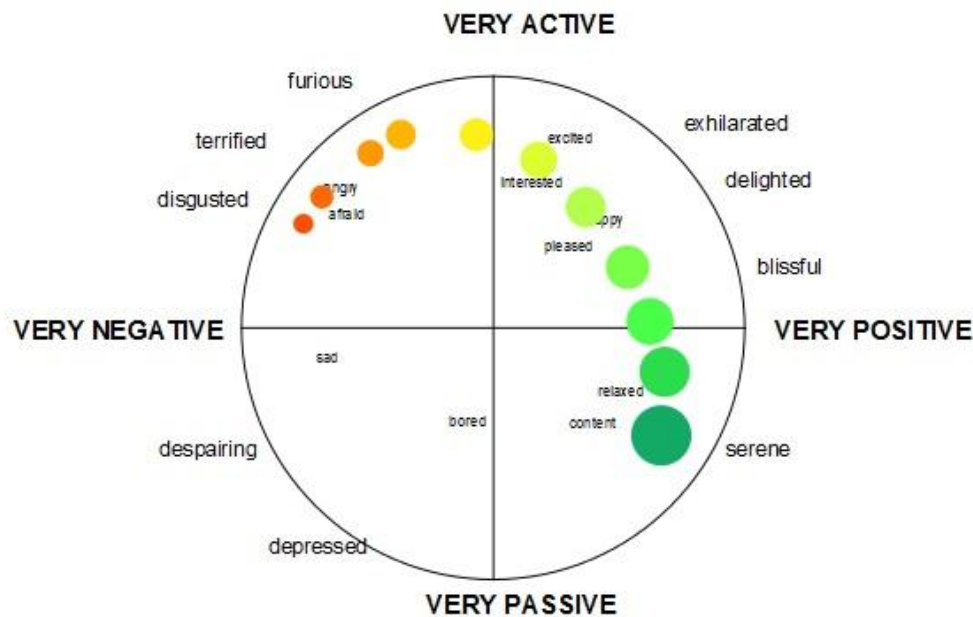 VERY ACTIVE
furious
exhilarated
terrified
excited
interested
delighted
disgusted
angry
afraid
pleased
blissful
VERY NEGATIVE
VERY POSITIVE
sad
relaxed
bored
content
despairing
serene
depressed
VERY PASSIVE